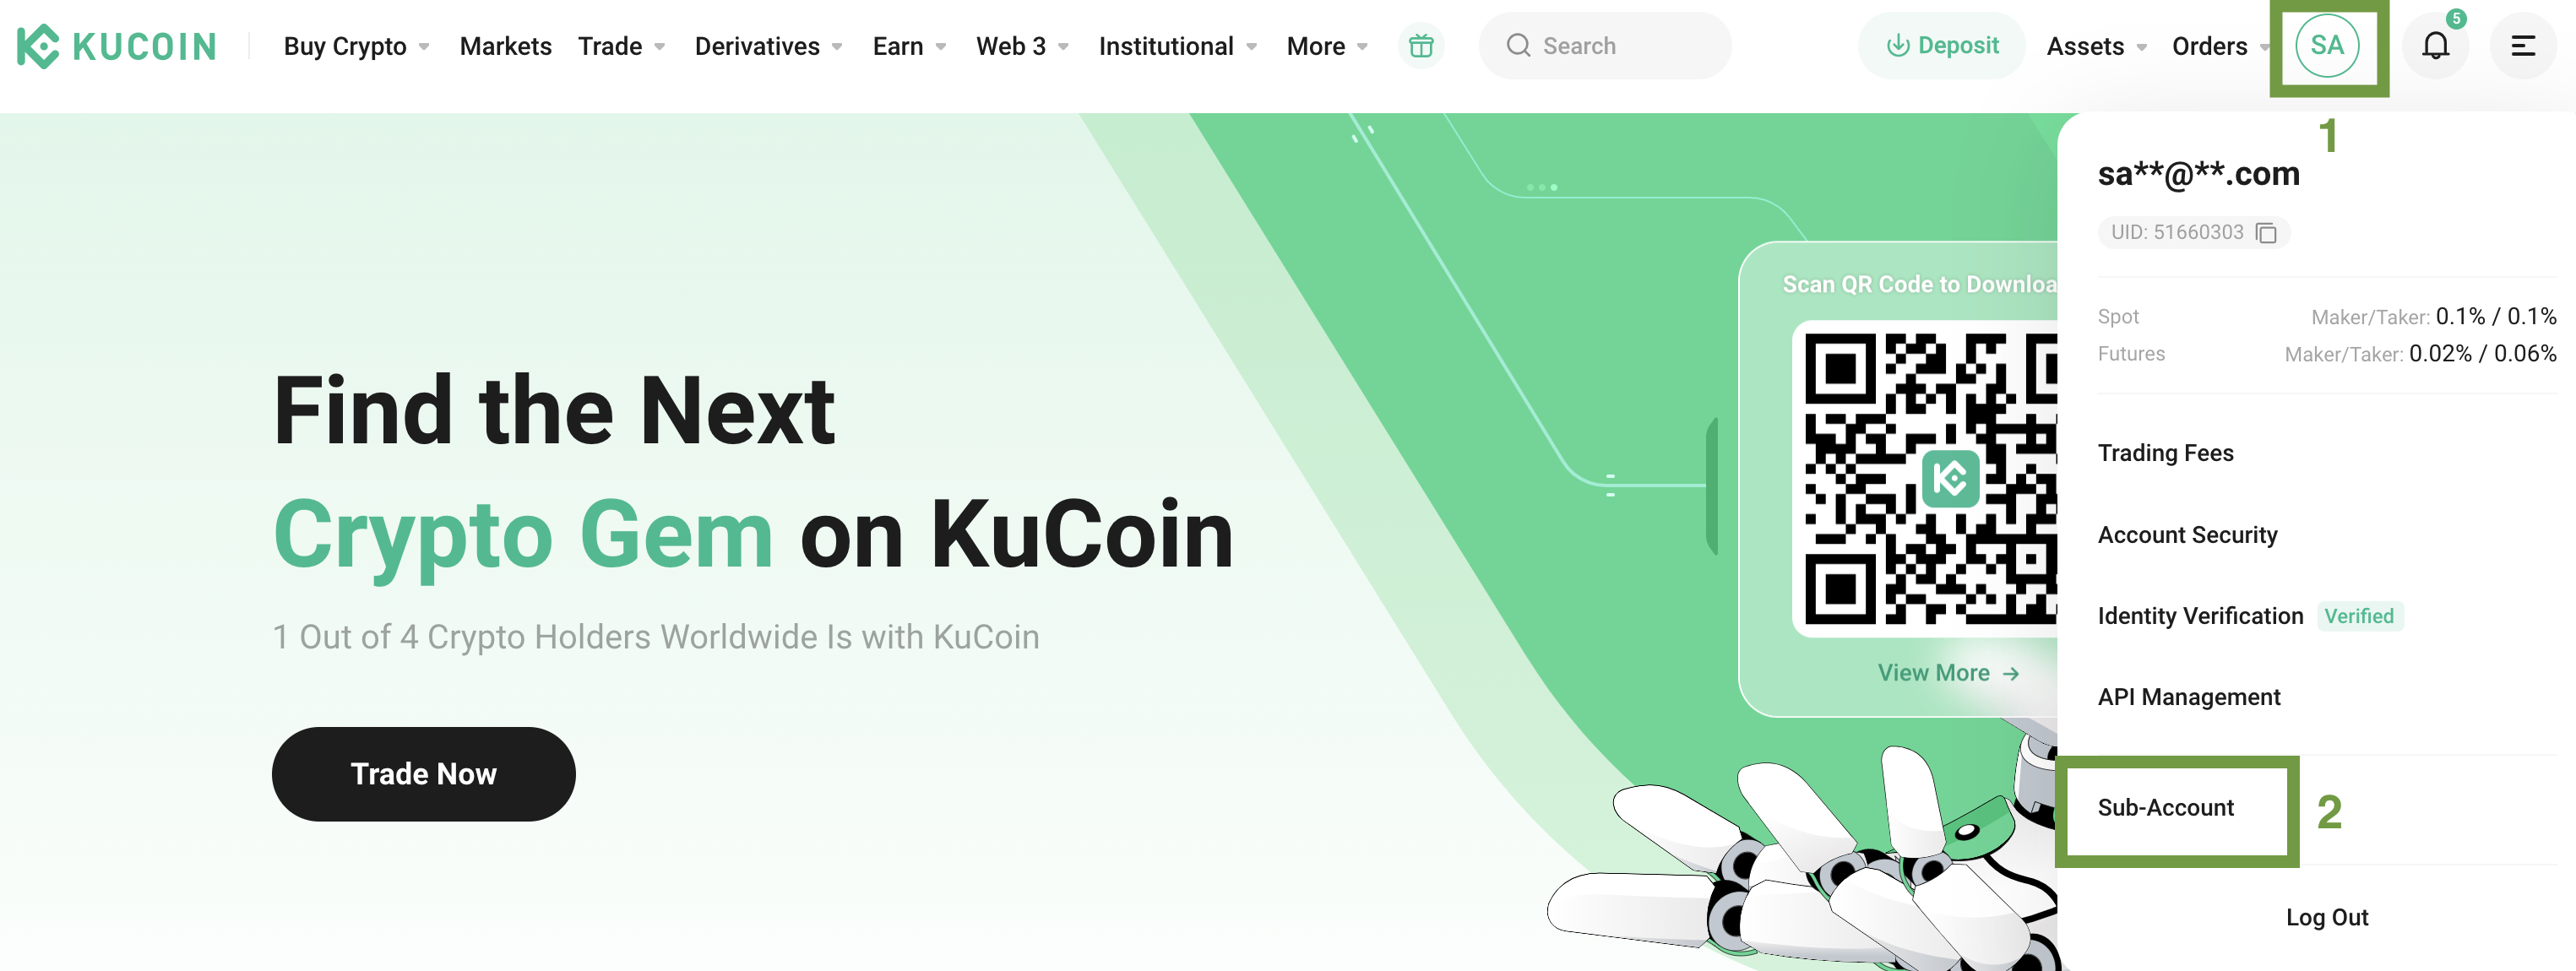 KUCOIN
Buy Crypto Markets Trade Derivatives Earn Web 3 Institutional More Search Deposit Assets Orders SA 5
1
sa**@**.com
UID: 51660303
Scan QR Code to Downloa
Spot Maker/Taker: 0.1% / 0.1%
Futures Maker/Taker: 0.02% / 0.06%
Find the Next
Crypto Gem on KuCoin
1 Out of 4 Crypto Holders Worldwide Is with KuCoin
Trade Now
View More
Trading Fees
Account Security
Identity Verification Verified
API Management
Sub-Account 2
Log Out